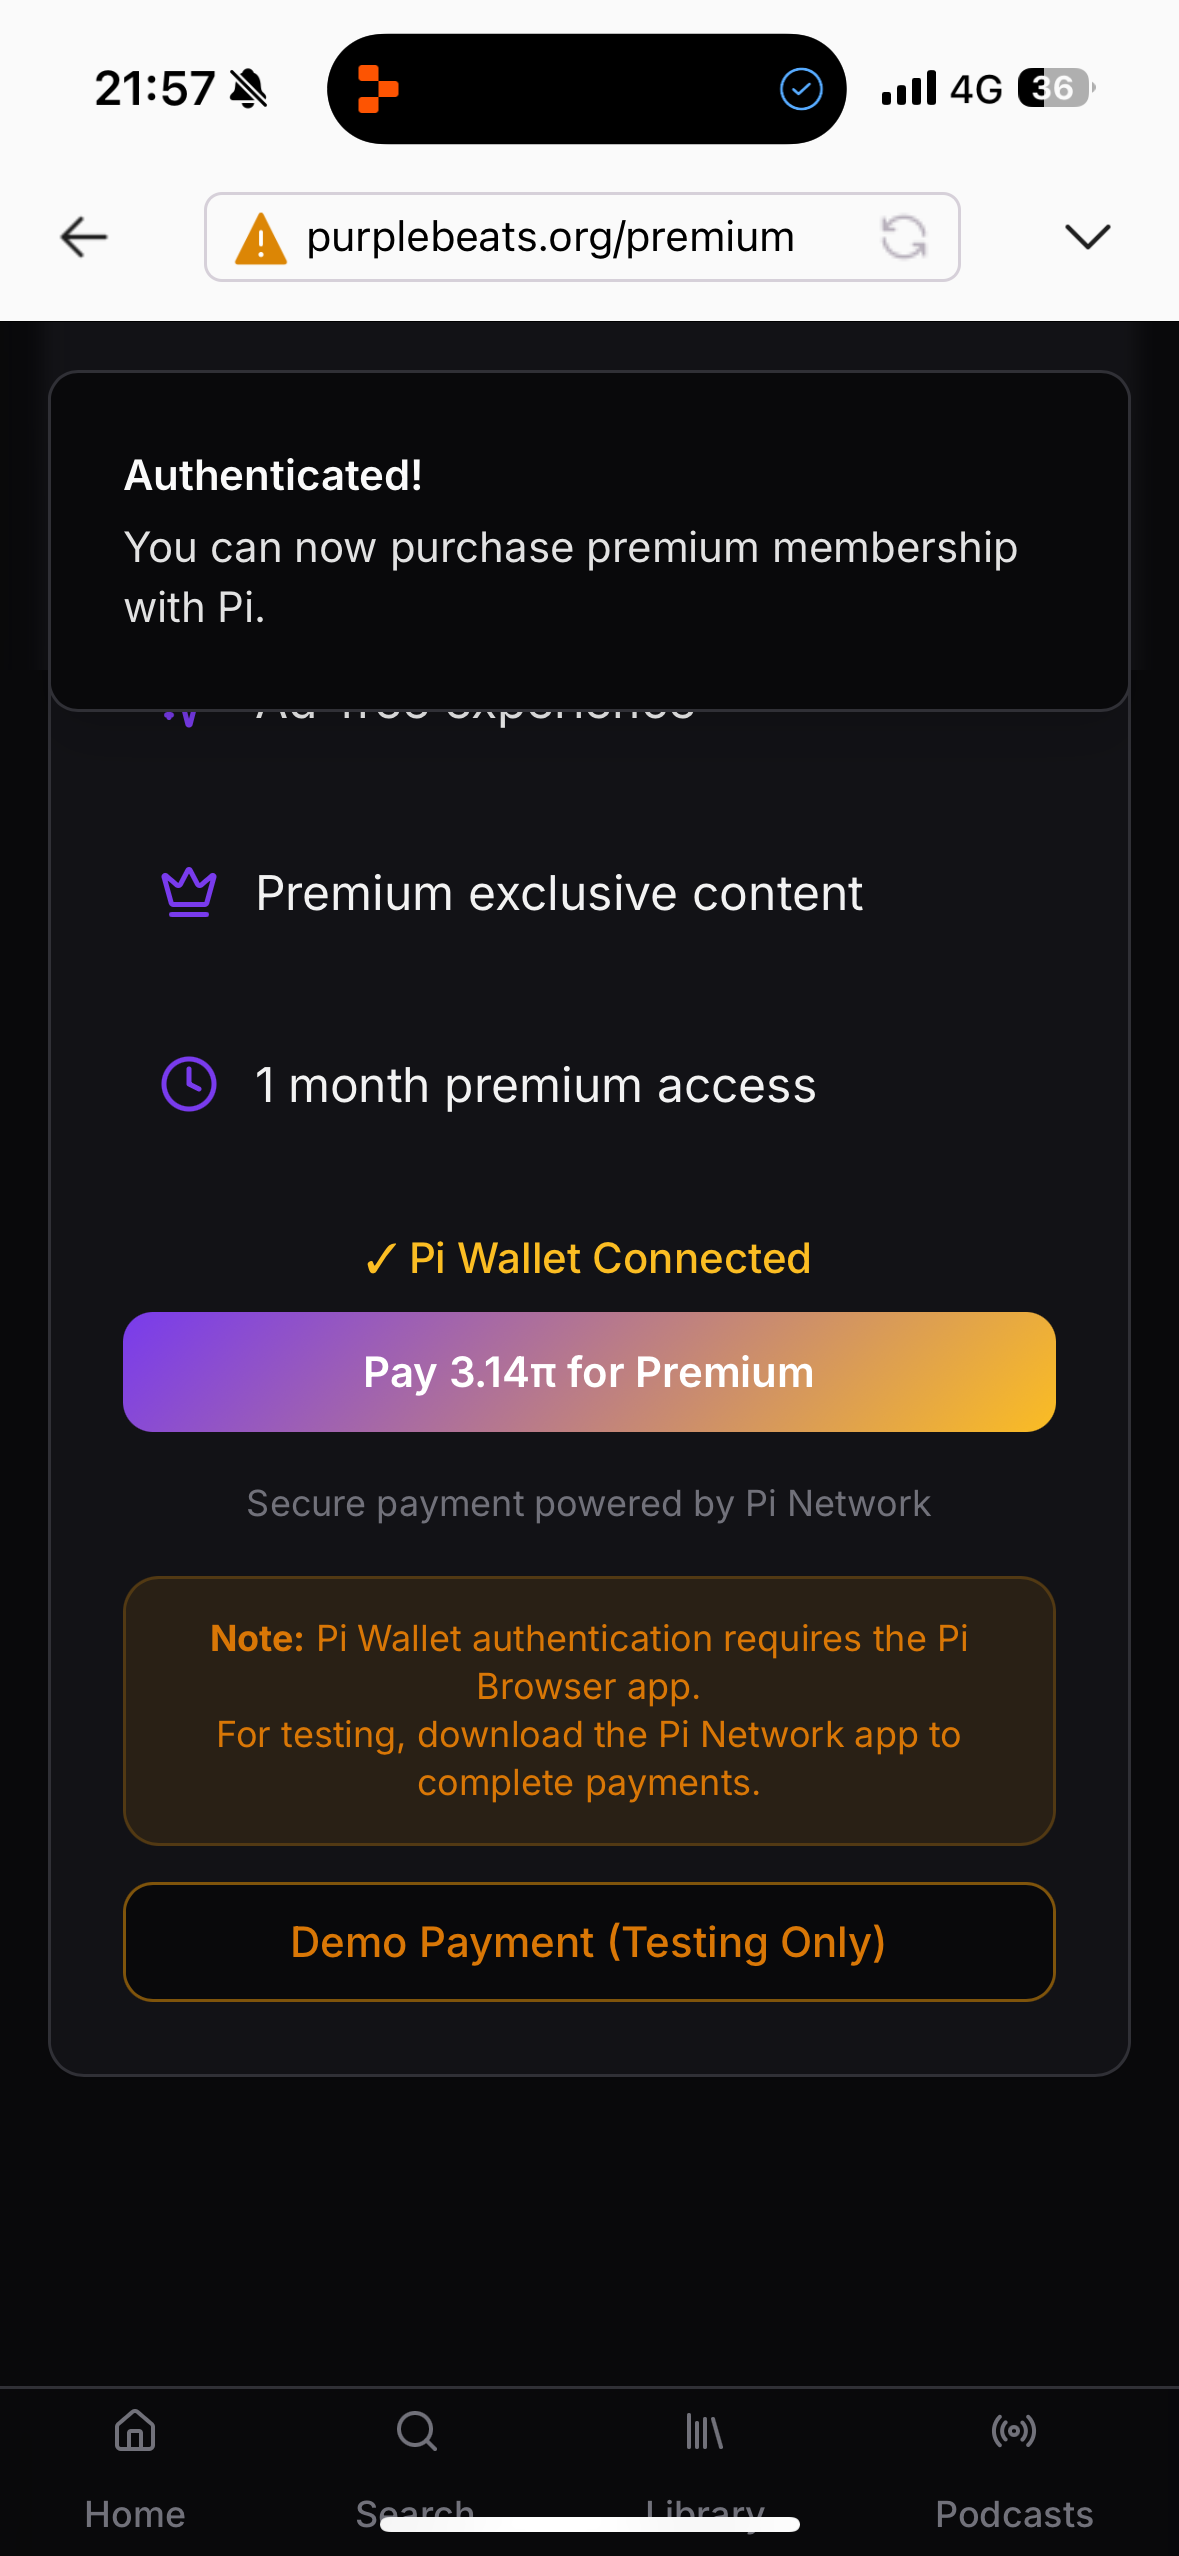 21:57
4G
36
purplebeats.org/premium
Authenticated!
You can now purchase premium membership
with Pi.
Ad-free experience
Premium exclusive content
1 month premium access
✓ Pi Wallet Connected
Pay 3.14π for Premium
Secure payment powered by Pi Network
Note: Pi Wallet authentication requires the Pi
Browser app.
For testing, download the Pi Network app to
complete payments.
Demo Payment (Testing Only)
Home
Search
Library
Podcasts